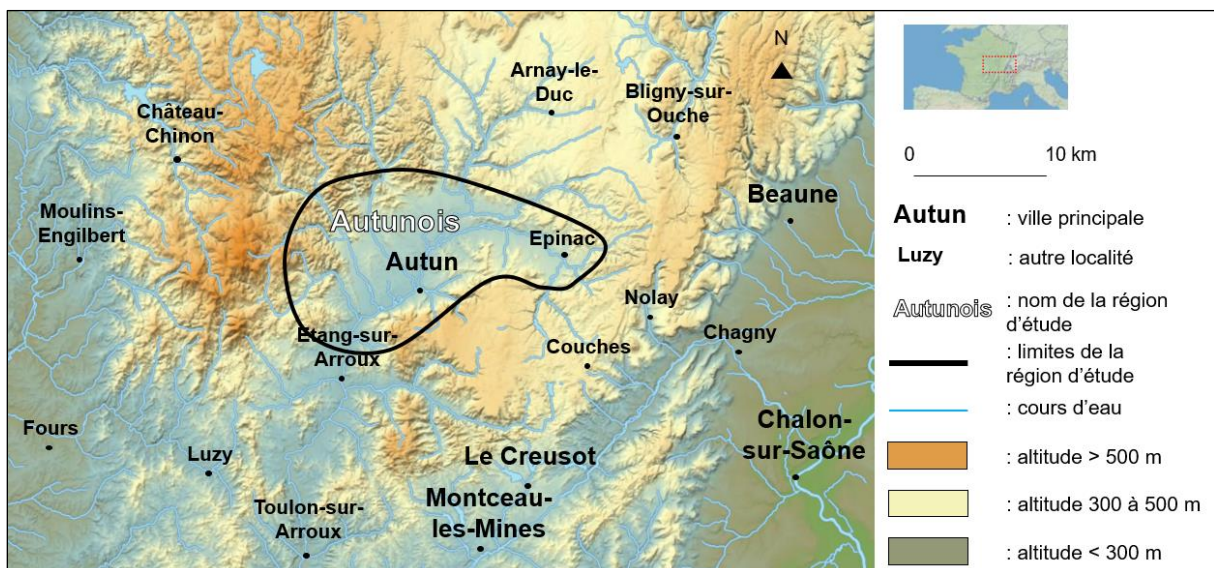 N
Arnay-le-
Duc
Bligny-sur-
Ouche
Château-
Chinon
Beaune
Moulins-
Engilbert
Autunois
Epinac
Autun
Nolay
Etang-sur-
Arroux
Chagny
Couches
Fours
Luzy
Le Creusot
Chalon-
sur-Saône
Montceau-
les-Mines
Toulon-sur-
Arroux
0 10 km
Autun : ville principale
Luzy : autre localité
Autunois : nom de la région
d’étude
: limites de la
région d’étude
: cours d’eau
: altitude > 500 m
: altitude 300 à 500 m
: altitude < 300 m